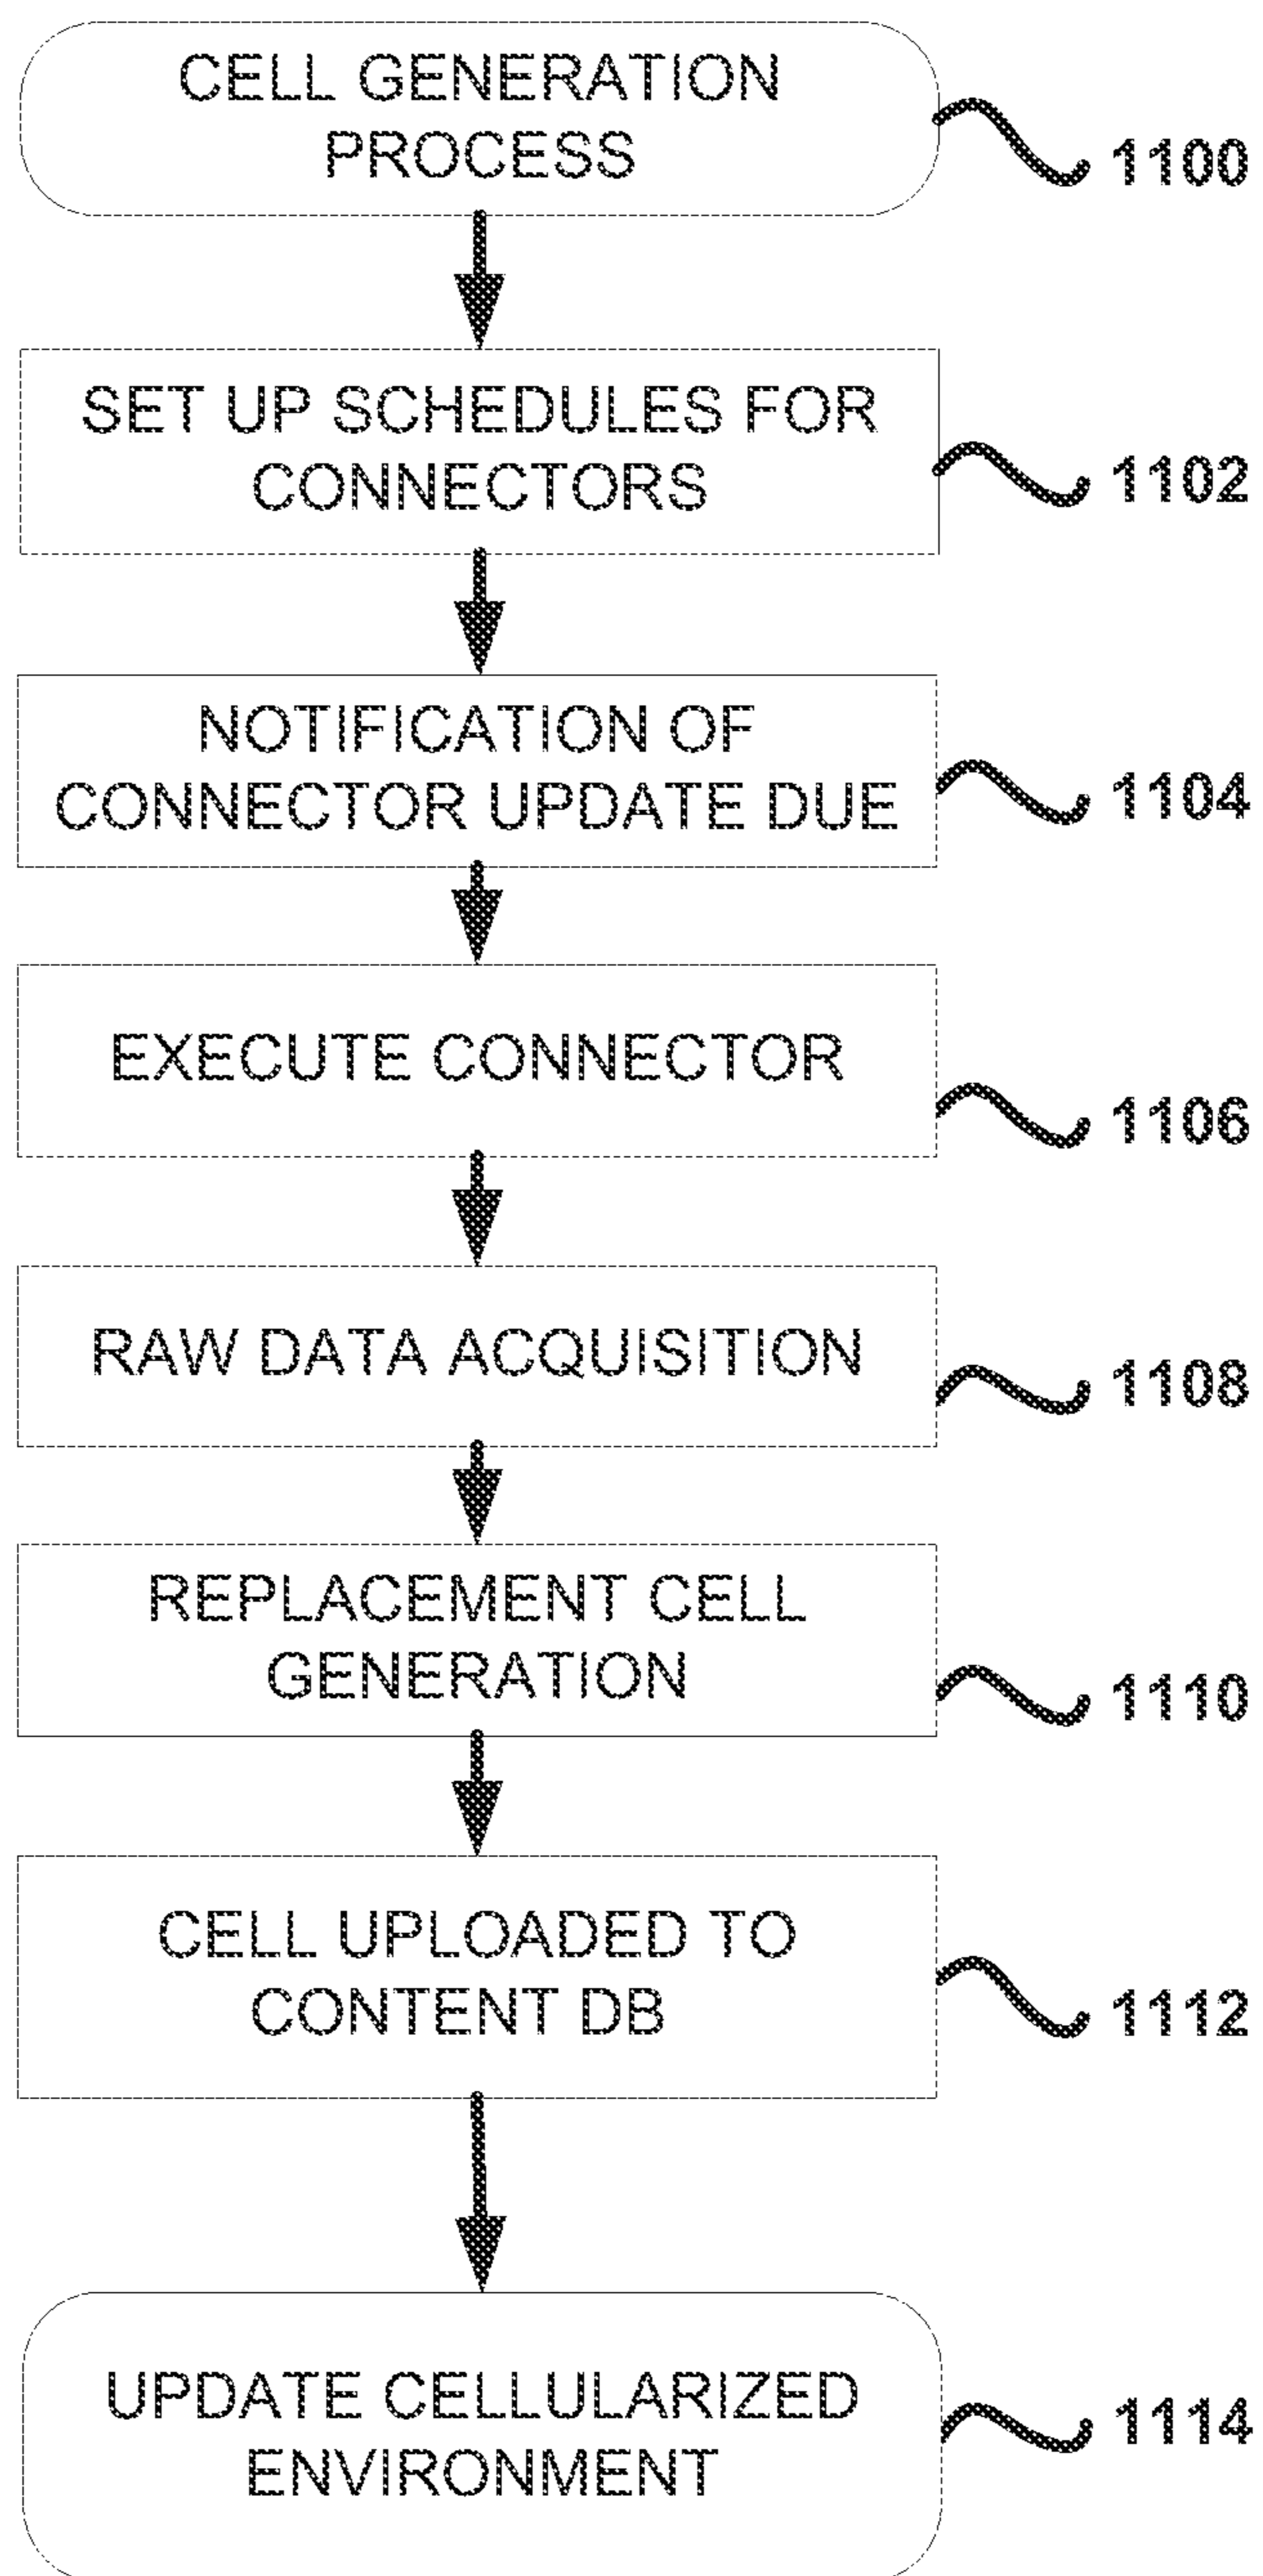 CELL GENERATION
PROCESS
1100
SET UP SCHEDULES FOR
CONNECTORS
1102
NOTIFICATION OF
CONNECTOR UPDATE DUE
1104
EXECUTE CONNECTOR
1106
RAW DATA ACQUISITION
1108
REPLACEMENT CELL
GENERATION
1110
CELL UPLOADED TO
CONTENT DB
1112
UPDATE CELLULARIZED
ENVIRONMENT
1114